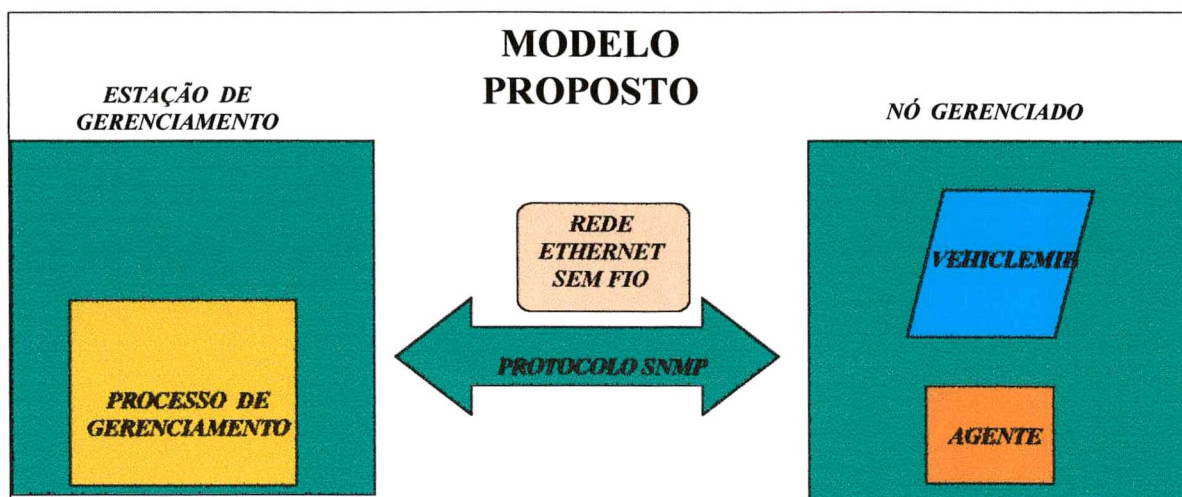 MODELO
PROPOSTO
ESTAÇÃO DE
GERENCIAMENTO
NÓ GERENCIADO
REDE
ETHERNET
SEM FIO
VEHICLEMIB
PROTOCOLO SNMP
PROCESSO DE
GERENCIAMENTO
AGENTE